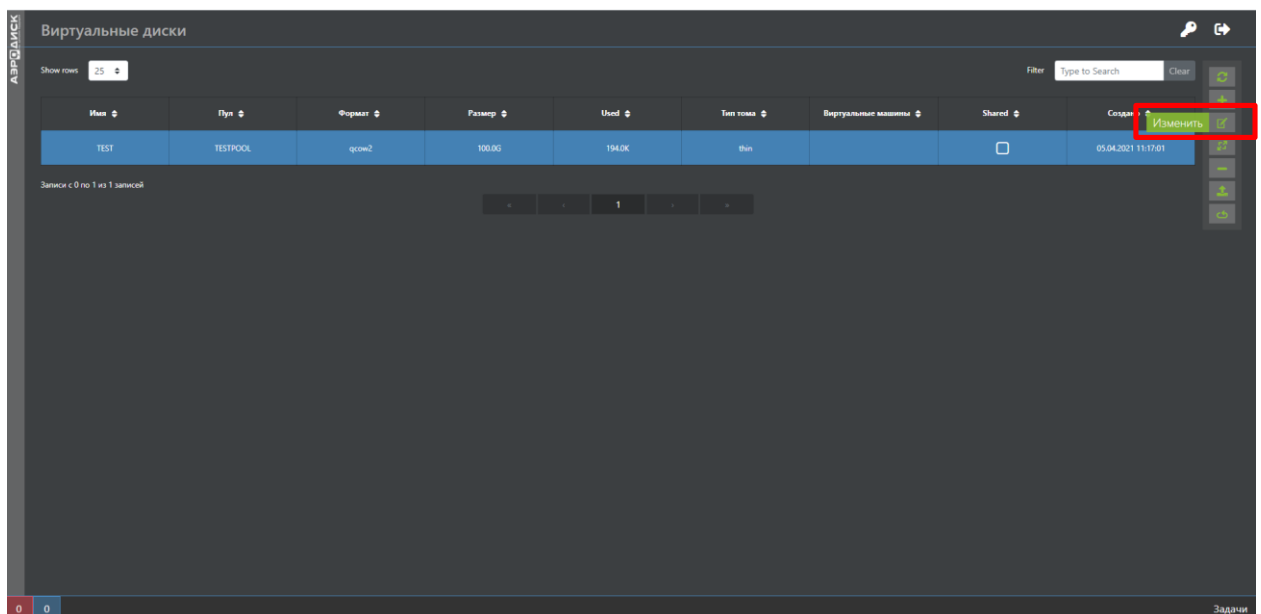 АЭРОДИСК
Виртуальные диски
Show rows 25 Filter Type to Search Clear
Имя Пул Формат Размер Used Тип тома Виртуальные машины Shared Создано
Изменить
TEST TESTPOOL qcow2 100.0G 194.0K thin 05.04.2021 11:17:01
Записи с 0 по 1 из 1 записей
« ‹ 1 › »
0 0 Задачи